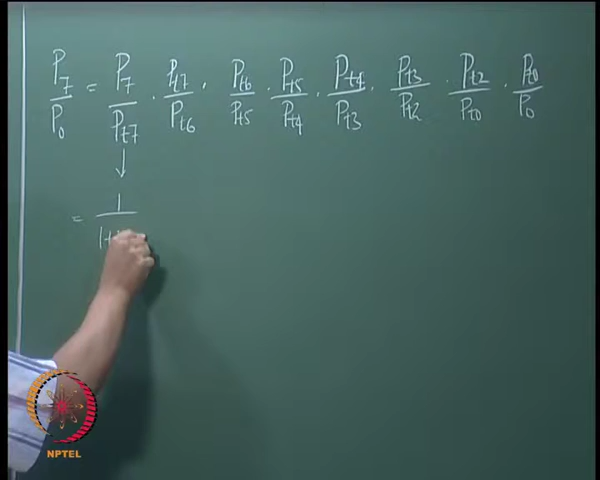 P7/P0 = P7/Pt7 · Pt7/Pt6 · Pt6/Pt5 · Pt5/Pt4 · Pt4/Pt3 · Pt3/Pt2 · Pt2/Pt0 · Pt0/P0
↓
= 1/1+
NPTEL